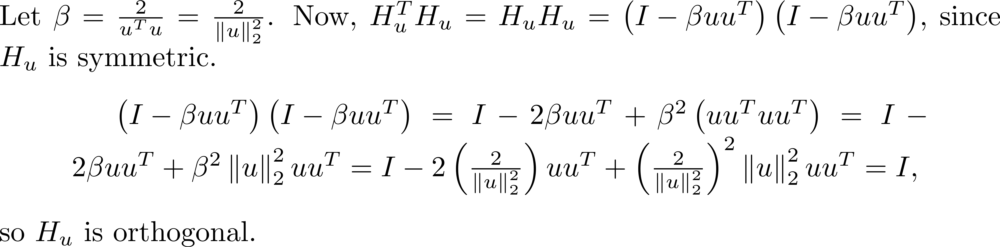 Let $\beta = \frac{2}{u^T u} = \frac{2}{\|u\|_2^2}$. Now, $H_u^T H_u = H_u H_u = \left(I - \beta u u^T\right) \left(I - \beta u u^T\right)$, since
$H_u$ is symmetric.
$\left(I - \beta u u^T\right) \left(I - \beta u u^T\right) = I - 2\beta u u^T + \beta^2 \left(u u^T u u^T\right) = I -$
$2\beta u u^T + \beta^2 \|u\|_2^2 u u^T = I - 2 \left(\frac{2}{\|u\|_2^2}\right) u u^T + \left(\frac{2}{\|u\|_2^2}\right)^2 \|u\|_2^2 u u^T = I,$
so $H_u$ is orthogonal.